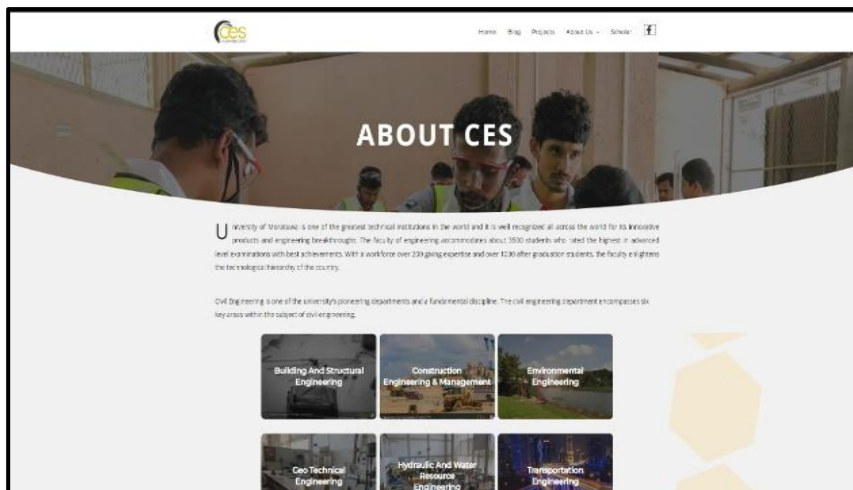 ces
Home Blog Projects About Us Scholar f
ABOUT CES
University of Moratuwa is one of the greatest technical institutions in the world and it is well recognized all across the world for its innovative
products and engineering breakthroughs. The faculty of engineering accommodates about 3500 students who rated the highest in advanced
level examinations with best achievements. With a workforce over 200 giving expertise and over 1000 after graduation students, the faculty enlightens
the technological hierarchy of the country.
Civil Engineering is one of the university's pioneering departments and a fundamental discipline. The civil engineering department encompasses six
key areas within the subject of civil engineering.
Building And Structural
Engineering
Construction
Engineering & Management
Environmental
Engineering
Geo Technical
Engineering
Hydraulic And Water
Resource
Engineering
Transportation
Engineering